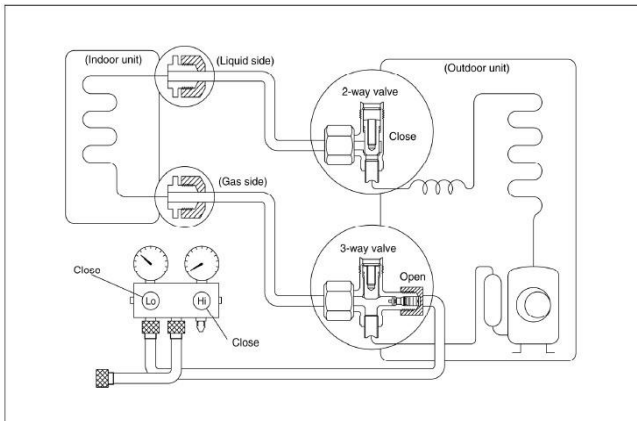 (Indoor unit)
(Liquid side)
(Outdoor unit)
2-way valve
Close
(Gas side)
3-way valve
Open
Close
Lo
Hi
Close